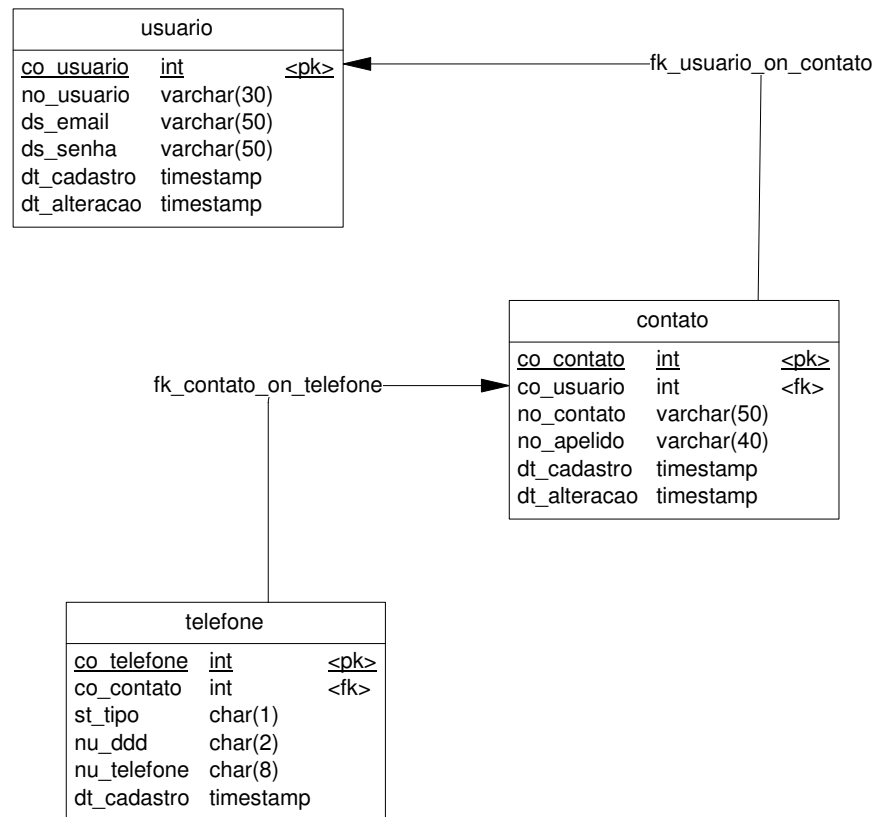 usuario
co_usuario int <pk>
no_usuario varchar(30)
ds_email varchar(50)
ds_senha varchar(50)
dt_cadastro timestamp
dt_alteracao timestamp
fk_usuario_on_contato
contato
co_contato int <pk>
co_usuario int <fk>
no_contato varchar(50)
no_apelido varchar(40)
dt_cadastro timestamp
dt_alteracao timestamp
fk_contato_on_telefone
telefone
co_telefone int <pk>
co_contato int <fk>
st_tipo char(1)
nu_ddd char(2)
nu_telefone char(8)
dt_cadastro timestamp